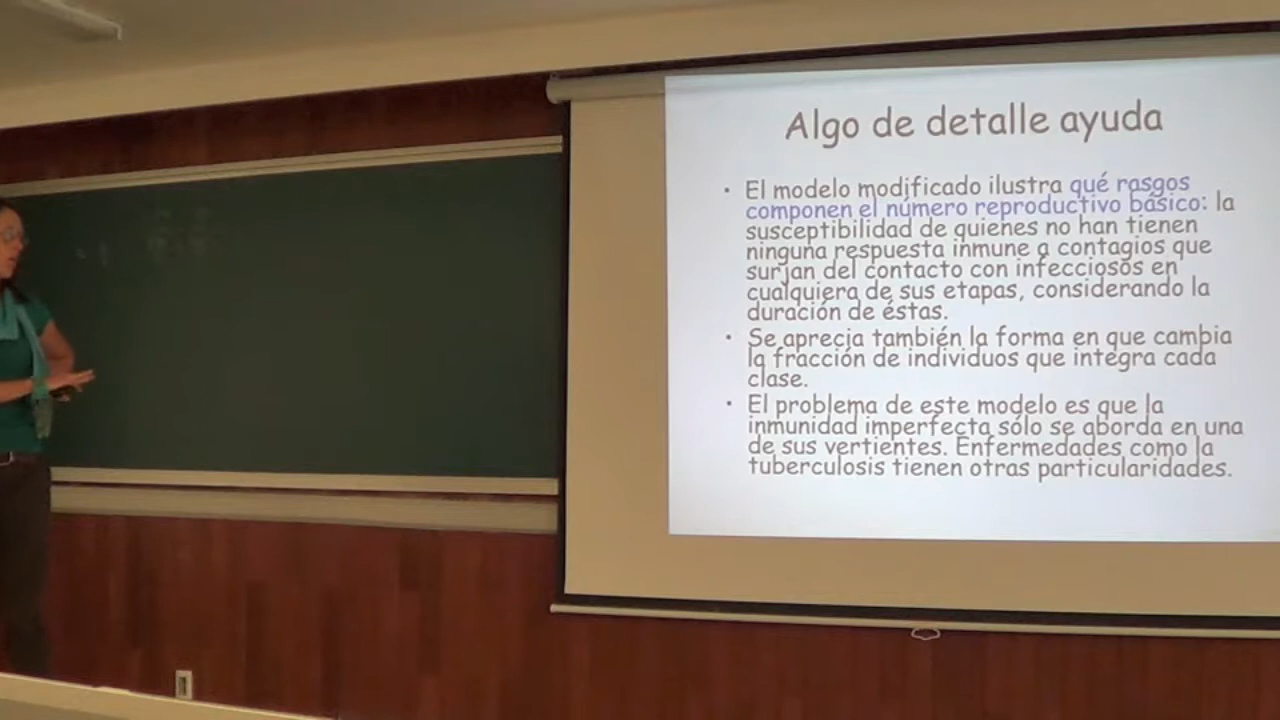 Algo de detalle ayuda
• El modelo modificado ilustra qué rasgos
componen el número reproductivo básico: la
susceptibilidad de quienes no han tienen
ninguna respuesta inmune a contagios que
surjan del contacto con infecciosos en
cualquiera de sus etapas, considerando la
duración de éstas.
• Se aprecia también la forma en que cambia
la fracción de individuos que integra cada
clase.
• El problema de este modelo es que la
inmunidad imperfecta sólo se aborda en una
de sus vertientes. Enfermedades como la
tuberculosis tienen otras particularidades.